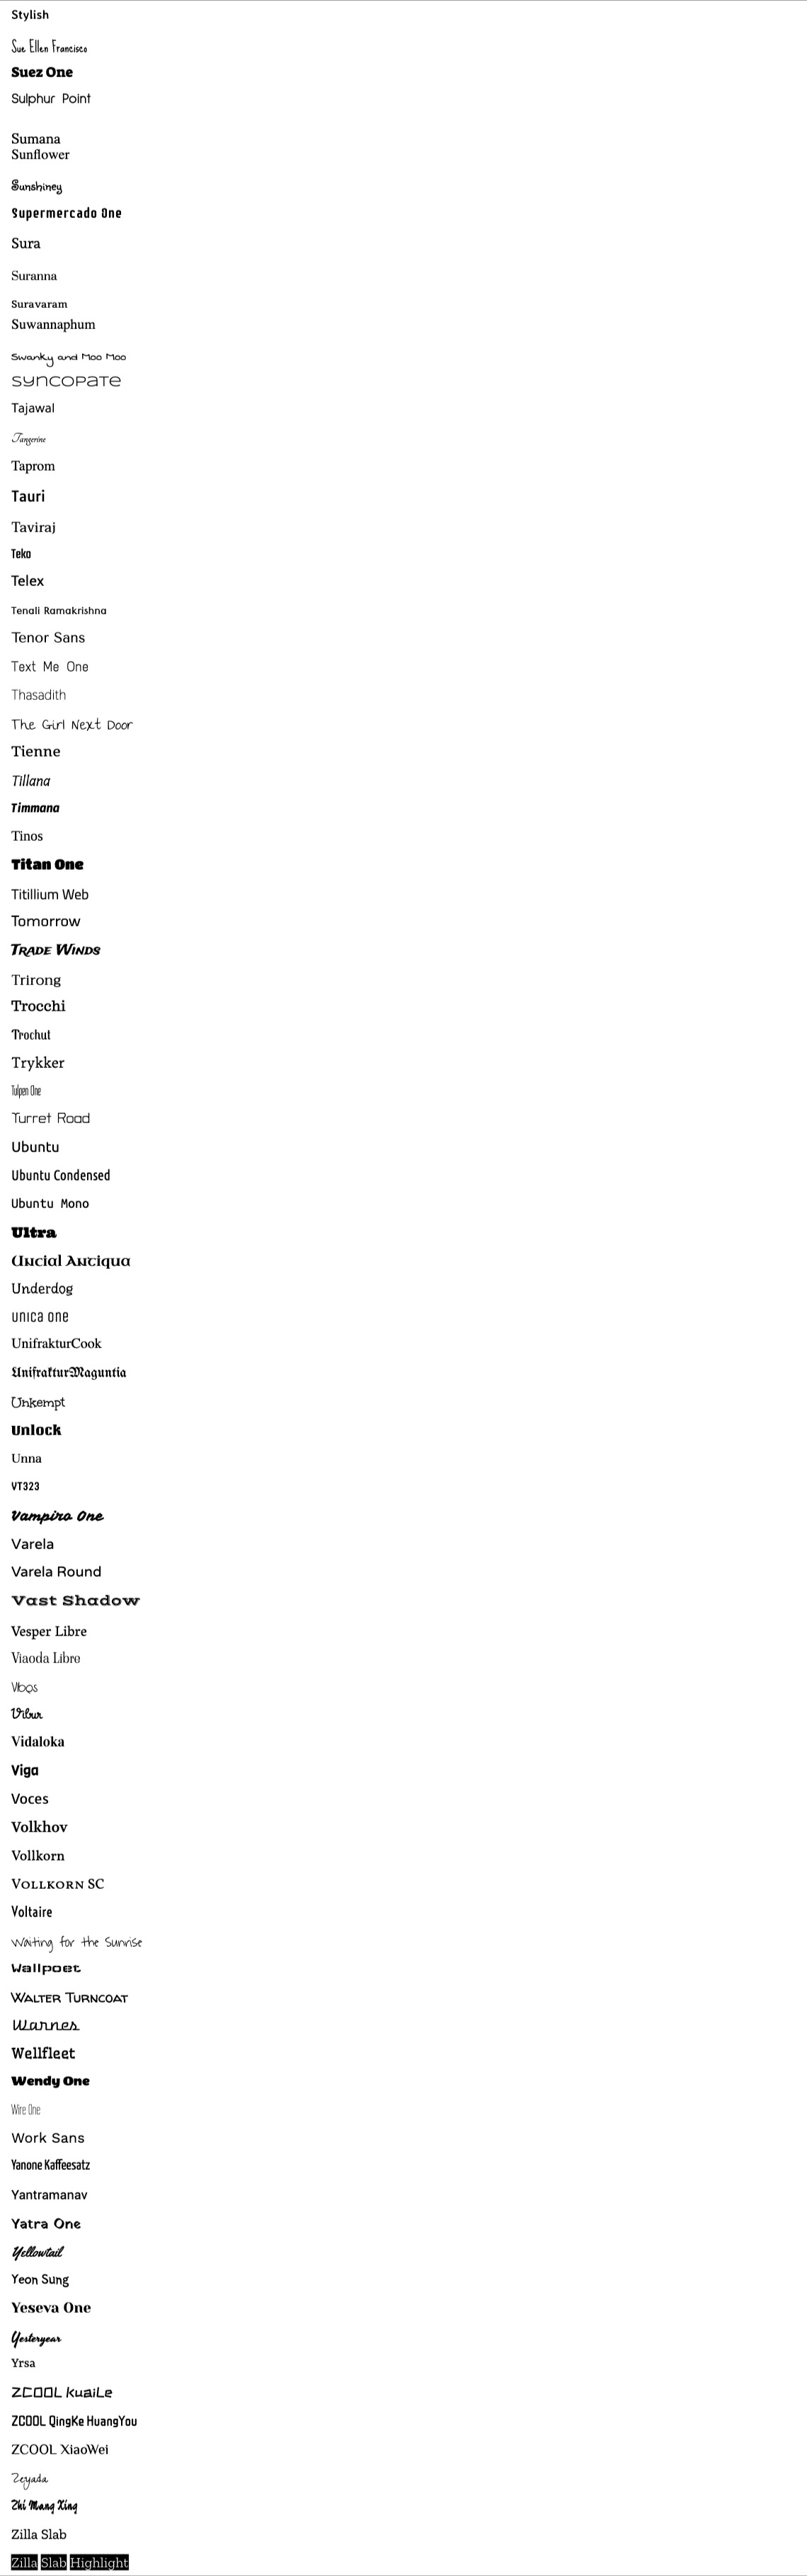 Stylish
Sue Ellen Francisco
Suez One
Sulphur Point
Sumana
Sunflower
Sunshiney
Supermercado One
Sura
Suranna
Suravaram
Suwannaphum
Swanky and Moo Moo
Syncopate
Tajawal
Tangerine
Taprom
Tauri
Taviraj
Teko
Telex
Tenali Ramakrishna
Tenor Sans
Text Me One
Thasadith
The Girl Next Door
Tienne
Tillana
Timmana
Tinos
Titan One
Titillium Web
Tomorrow
Trade Winds
Trirong
Trocchi
Trochut
Trykker
Tulpen One
Turret Road
Ubuntu
Ubuntu Condensed
Ubuntu Mono
Ultra
Uncial Antiqua
Underdog
Unica One
UnifrakturCook
UnifrakturMaguntia
Unkempt
Unlock
Unna
VT323
Vampiro One
Varela
Varela Round
Vast Shadow
Vesper Libre
Viaoda Libre
Vibes
Vibur
Vidaloka
Viga
Voces
Volkhov
Vollkorn
Vollkorn SC
Voltaire
Waiting for the Sunrise
Wallpoet
Walter Turncoat
Warnes
Wellfleet
Wendy One
Wire One
Work Sans
Yanone Kaffeesatz
Yantramanav
Yatra One
Yellowtail
Yeon Sung
Yeseva One
Yesteryear
Yrsa
ZCOOL KuaiLe
ZCOOL QingKe HuangYou
ZCOOL XiaoWei
Zeyada
Zhi Mang Xing
Zilla Slab
Zilla Slab Highlight